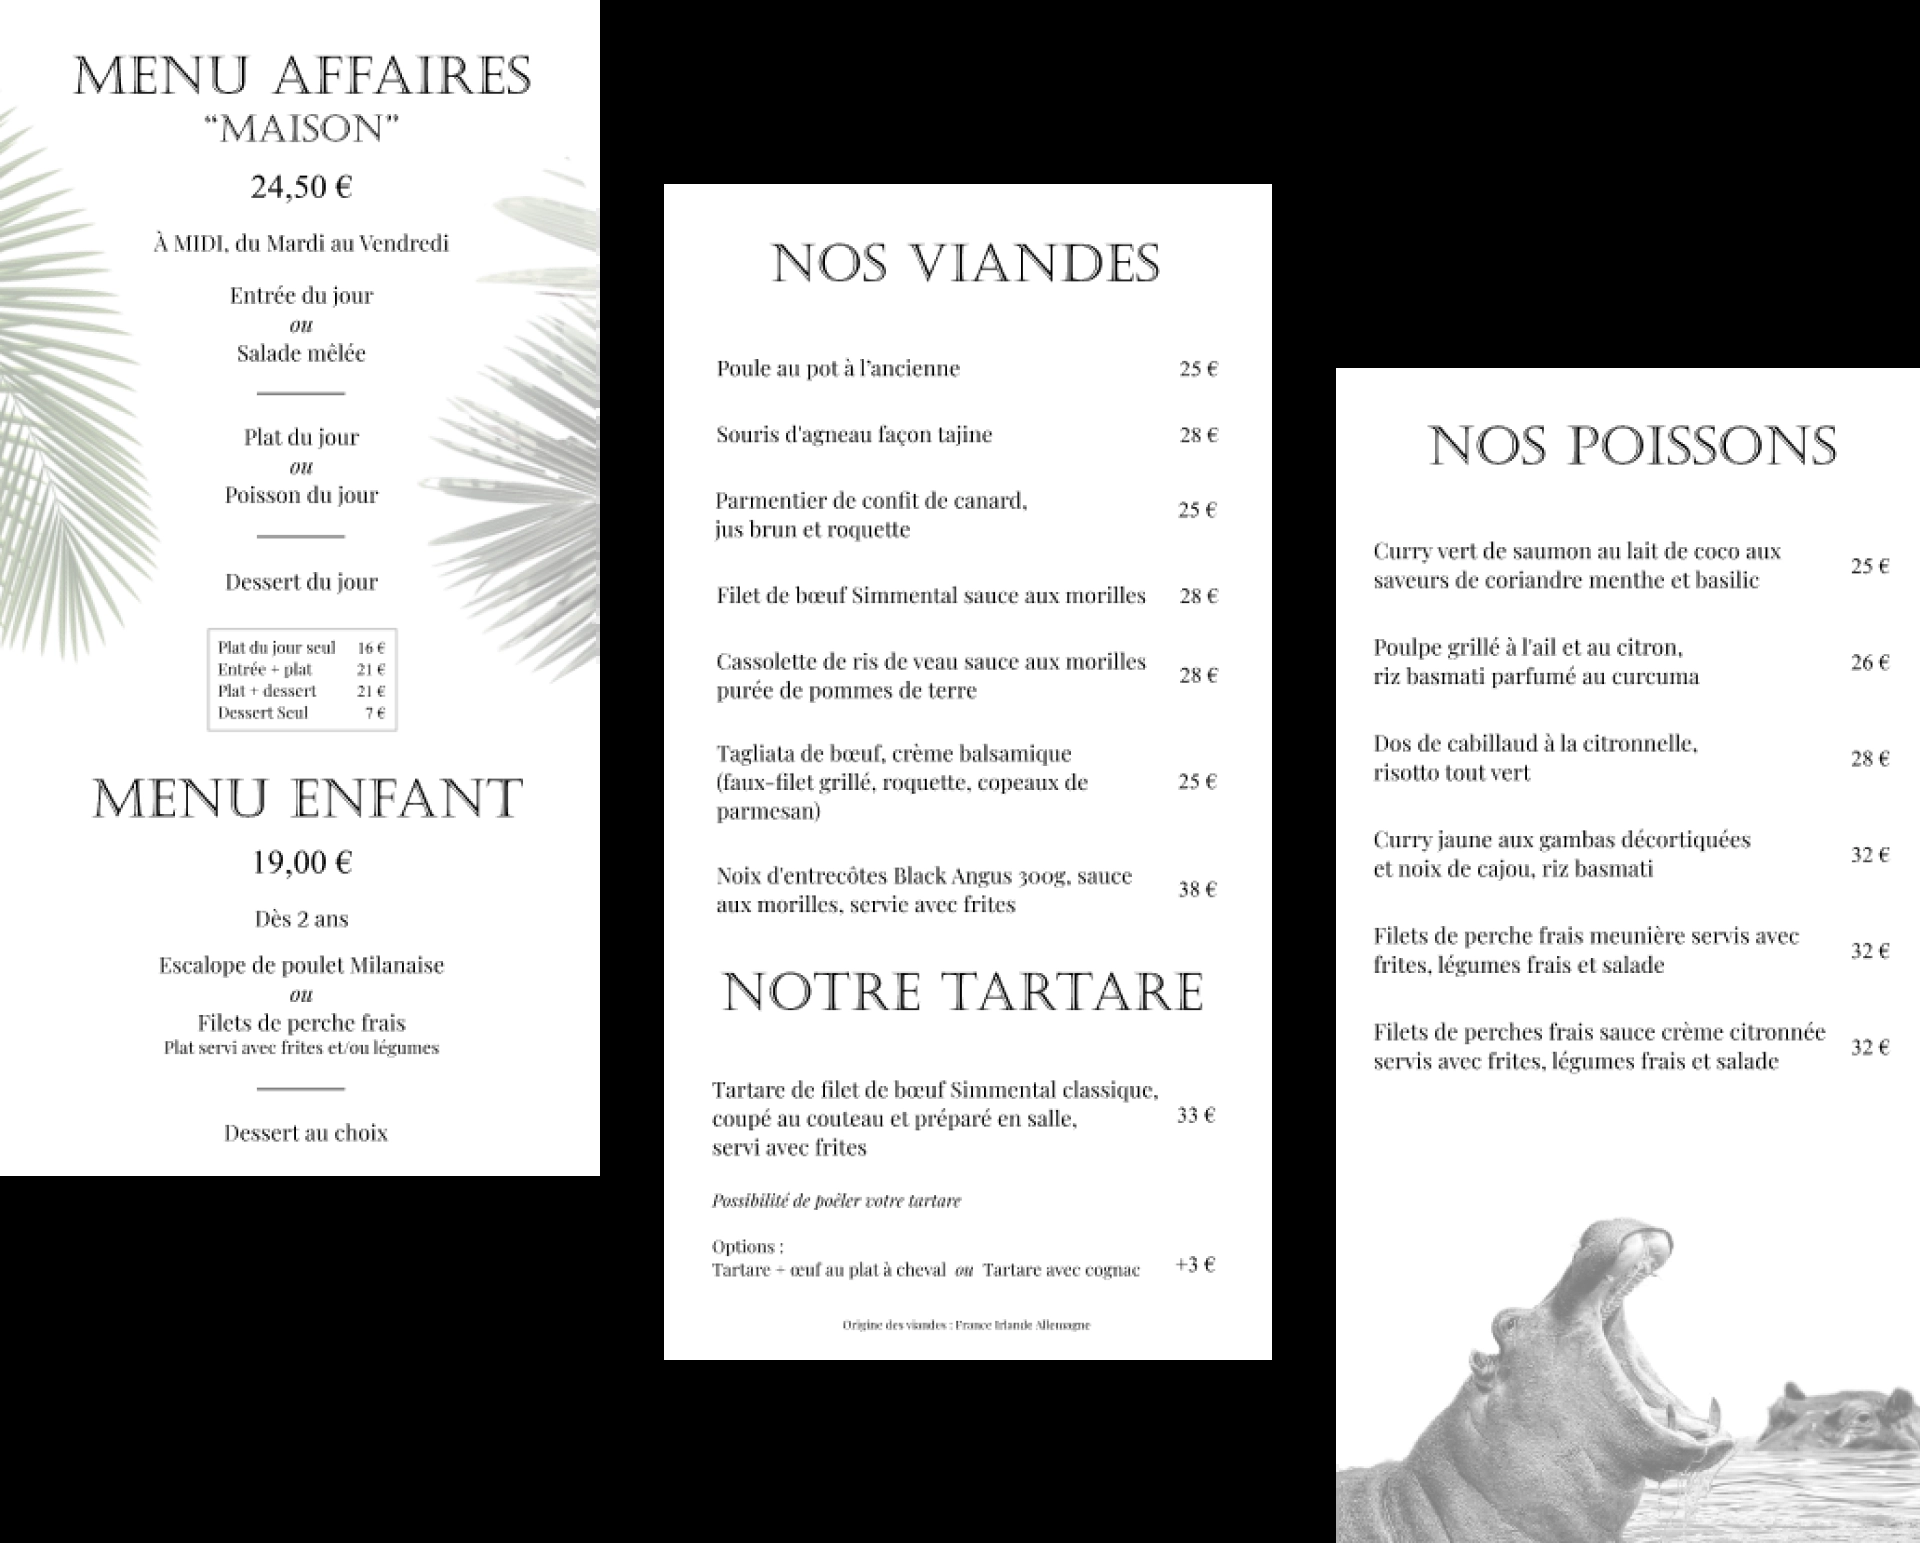 MENU AFFAIRES
“MAISON”
24,50 €
À MIDI, du Mardi au Vendredi
Entrée du jour
ou
Salade mêlée
Plat du jour
ou
Poisson du jour
Dessert du jour
Plat du jour seul 16 €
Entrée + plat 21 €
Plat + dessert 21 €
Dessert Seul 7 €
MENU ENFANT
19,00 €
Dès 2 ans
Escalope de poulet Milanaise
ou
Filets de perche frais
Plat servi avec frites et/ou légumes
Dessert au choix
NOS VIANDES
Poule au pot à l’ancienne 25 €
Souris d'agneau façon tajine 28 €
Parmentier de confit de canard,
jus brun et roquette 25 €
Filet de bœuf Simmental sauce aux morilles 28 €
Cassolette de ris de veau sauce aux morilles
purée de pommes de terre 28 €
Tagliata de bœuf, crème balsamique
(faux-filet grillé, roquette, copeaux de 25 €
parmesan)
Noix d'entrecôtes Black Angus 300g, sauce
aux morilles, servie avec frites 38 €
NOTRE TARTARE
Tartare de filet de bœuf Simmental classique,
coupé au couteau et préparé en salle, 33 €
servi avec frites
Possibilité de poêler votre tartare
Options :
Tartare + œuf au plat à cheval ou Tartare avec cognac +3 €
Origine des viandes : France Irlande Allemagne
NOS POISSONS
Curry vert de saumon au lait de coco aux
saveurs de coriandre menthe et basilic 25 €
Poulpe grillé à l'ail et au citron,
riz basmati parfumé au curcuma 26 €
Dos de cabillaud à la citronnelle,
risotto tout vert 28 €
Curry jaune aux gambas décortiquées
et noix de cajou, riz basmati 32 €
Filets de perche frais meunière servis avec
frites, légumes frais et salade 32 €
Filets de perches frais sauce crème citronnée
servis avec frites, légumes frais et salade 32 €